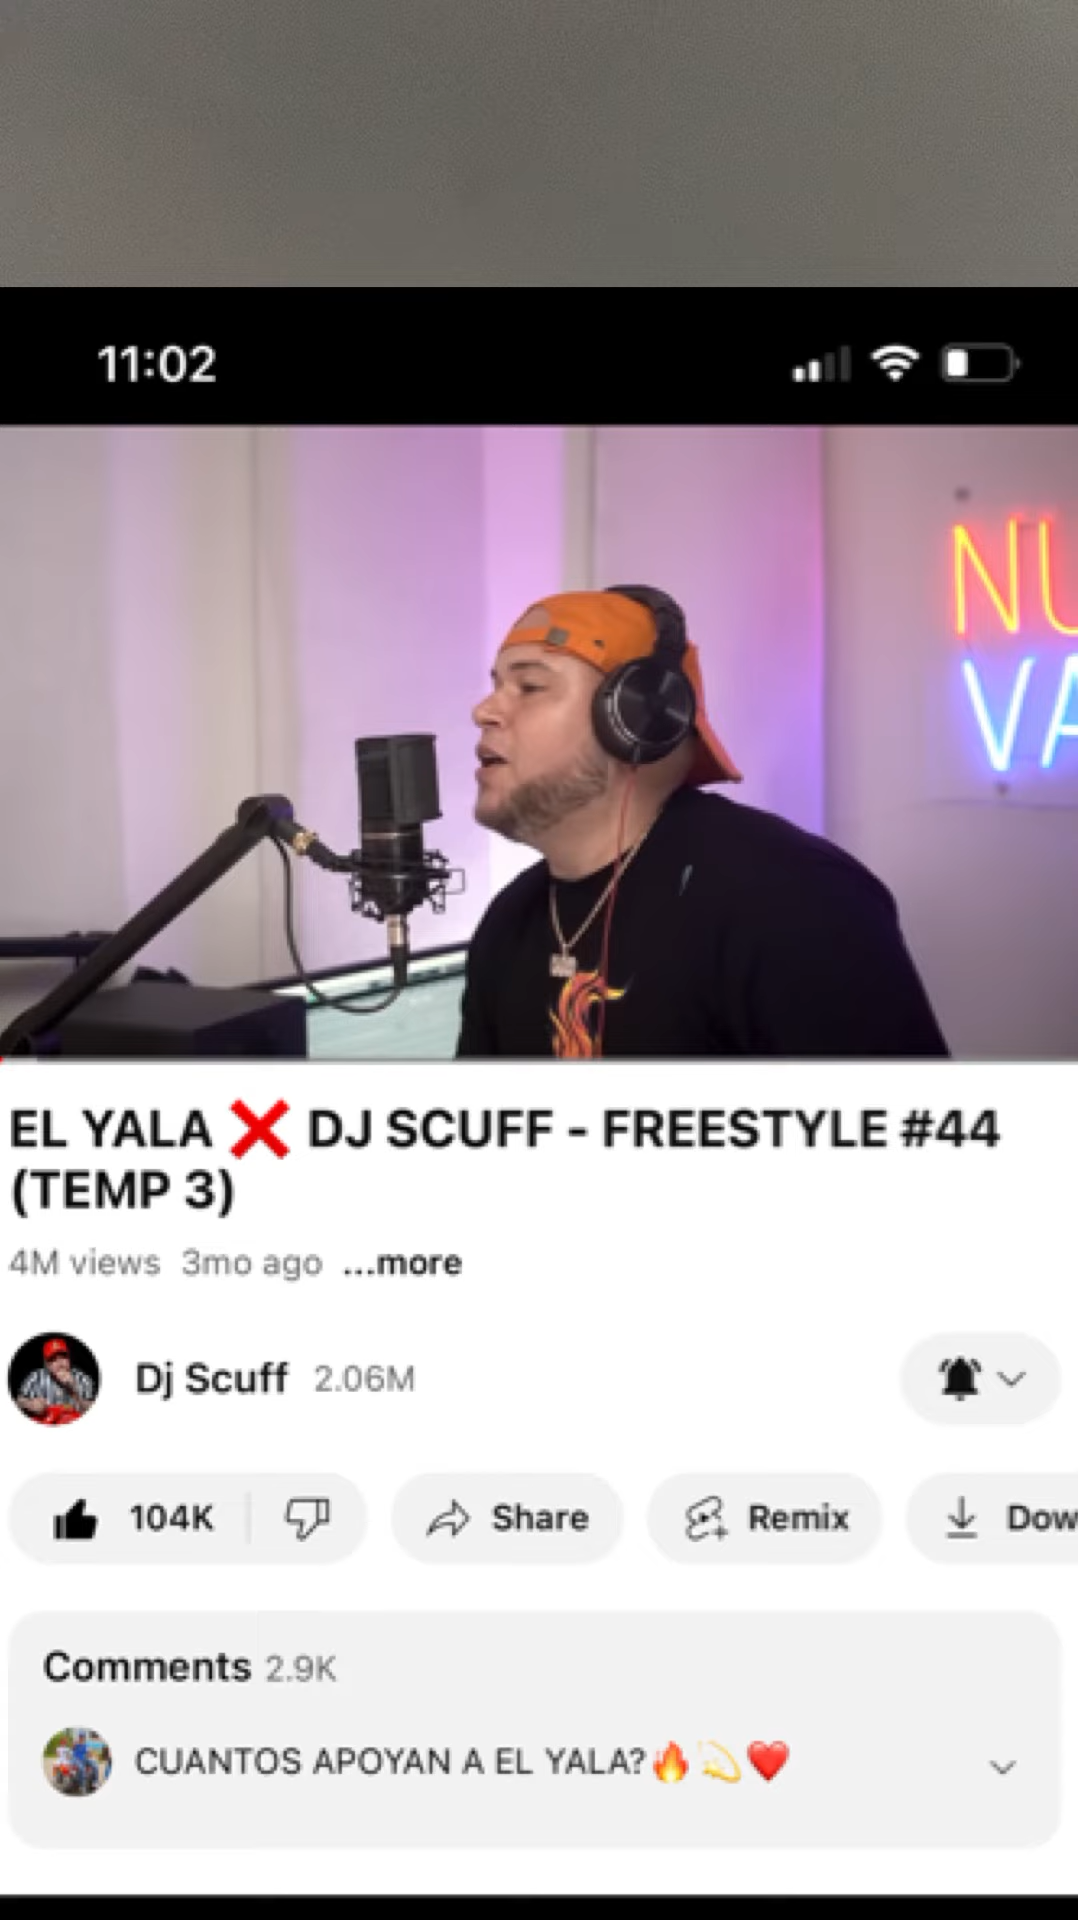 11:02
NU
VA
EL YALA ❌ DJ SCUFF - FREESTYLE #44
(TEMP 3)
4M views 3mo ago ...more
Dj Scuff 2.06M
104K Share Remix Dow
Comments 2.9K
CUANTOS APOYAN A EL YALA?🔥💫❤️